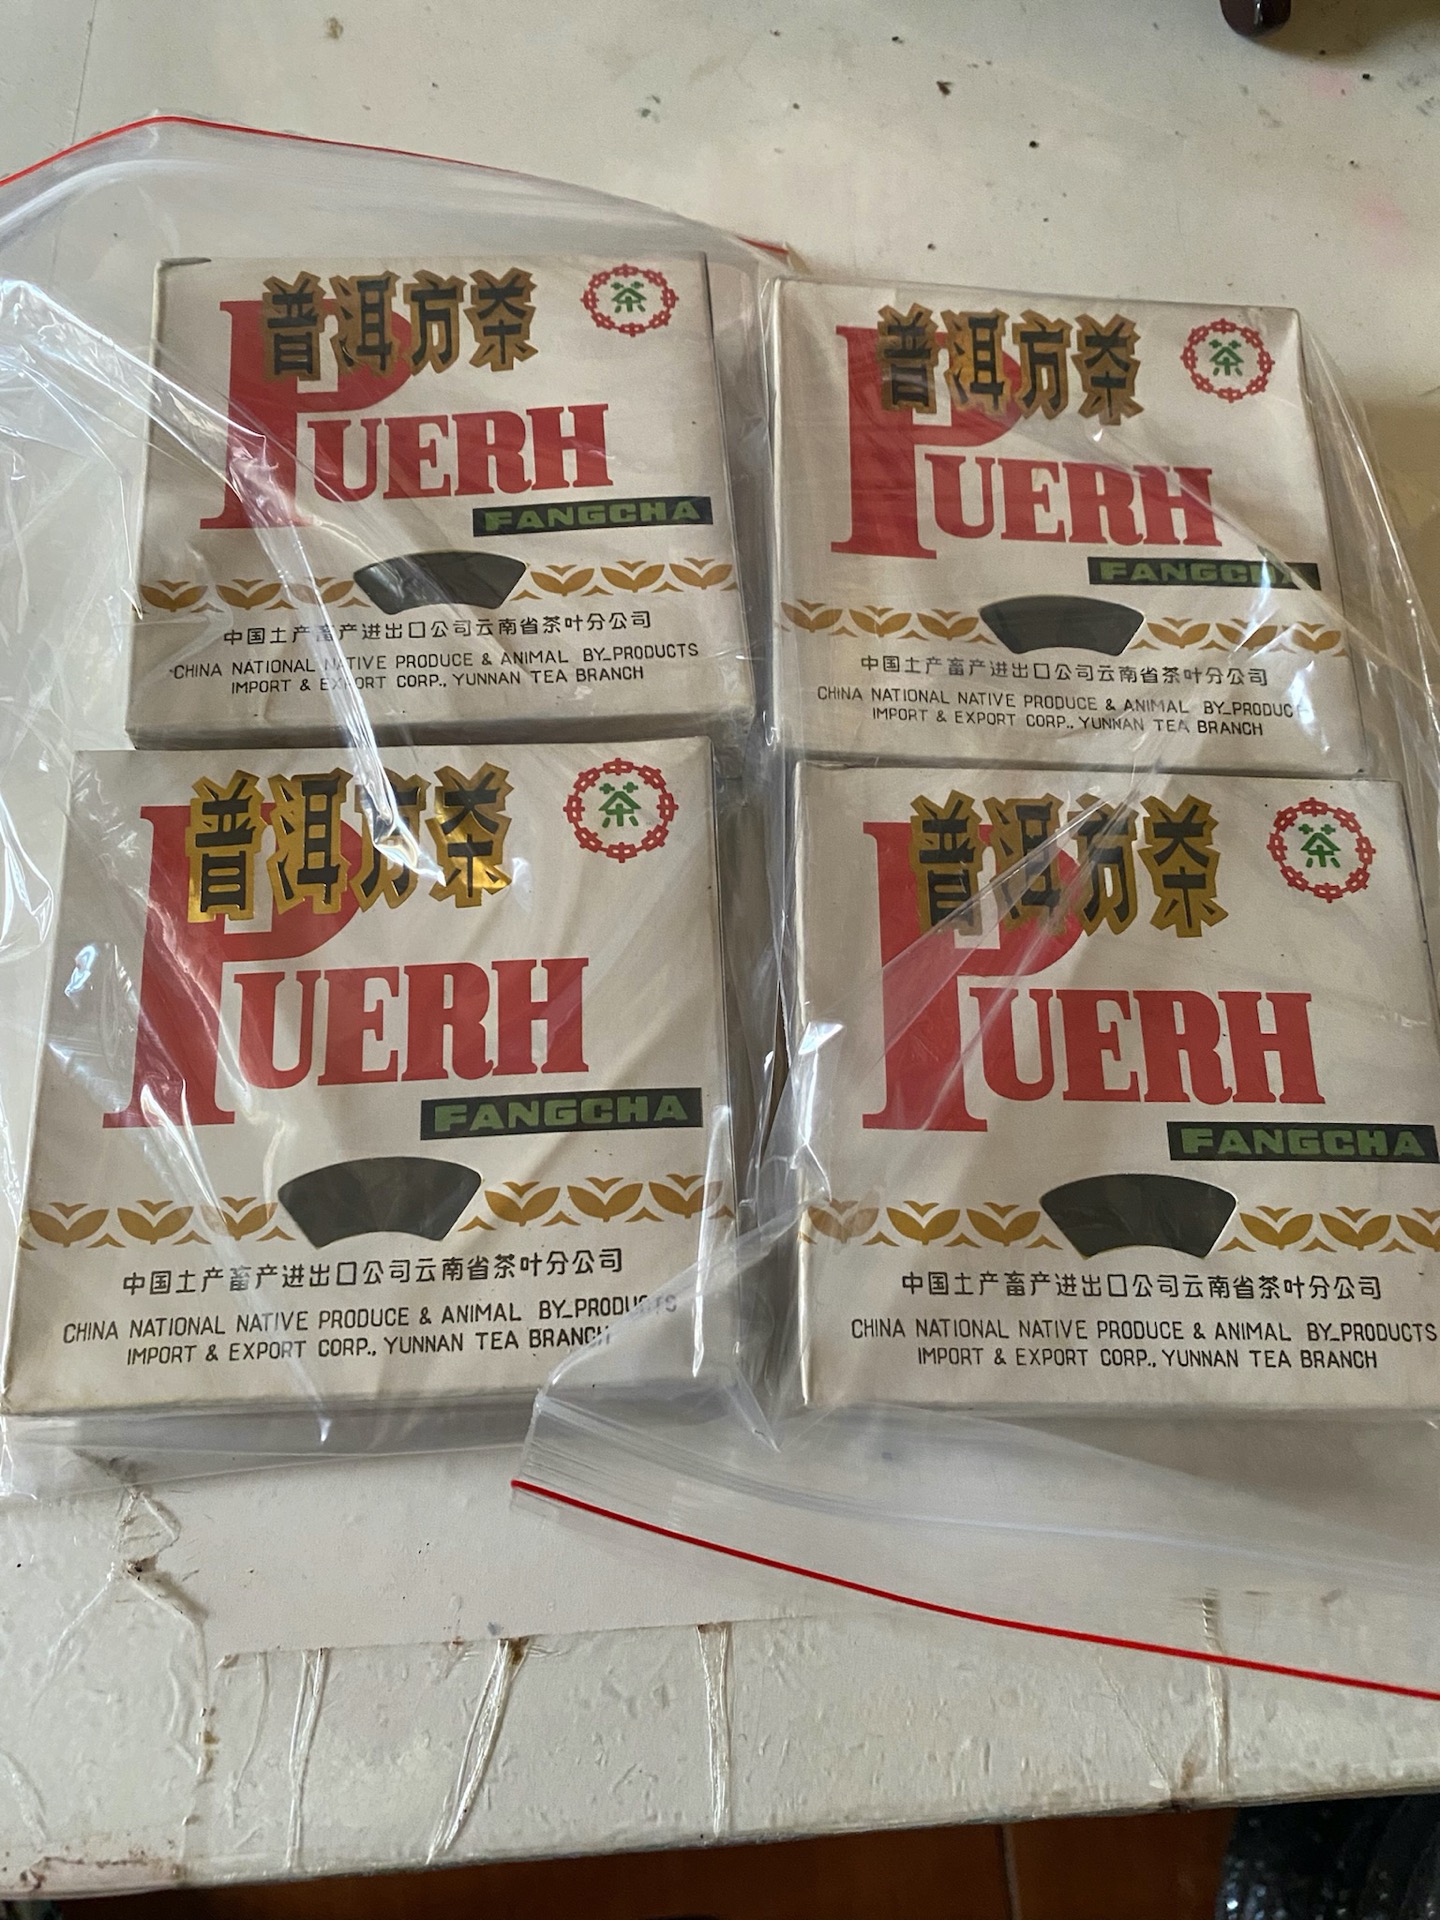 普洱方茶
茶
PUERH
FANGCHA
中国土产畜产进出口公司云南省茶叶分公司
CHINA NATIONAL NATIVE PRODUCE & ANIMAL BY_PRODUCTS
IMPORT & EXPORT CORP., YUNNAN TEA BRANCH
普洱方茶
茶
PUERH
FANGCHA
中国土产畜产进出口公司云南省茶叶分公司
CHINA NATIONAL NATIVE PRODUCE & ANIMAL BY_PRODUC
IMPORT & EXPORT CORP., YUNNAN TEA BRANCH
普洱方茶
茶
PUERH
FANGCHA
中国土产畜产进出口公司云南省茶叶分公司
CHINA NATIONAL NATIVE PRODUCE & ANIMAL BY_PRODUCTS
IMPORT & EXPORT CORP., YUNNAN TEA BRANCH
普洱方茶
茶
PUERH
FANGCHA
中国土产畜产进出口公司云南省茶叶分公司
CHINA NATIONAL NATIVE PRODUCE & ANIMAL BY_PRODUCTS
IMPORT & EXPORT CORP., YUNNAN TEA BRANCH